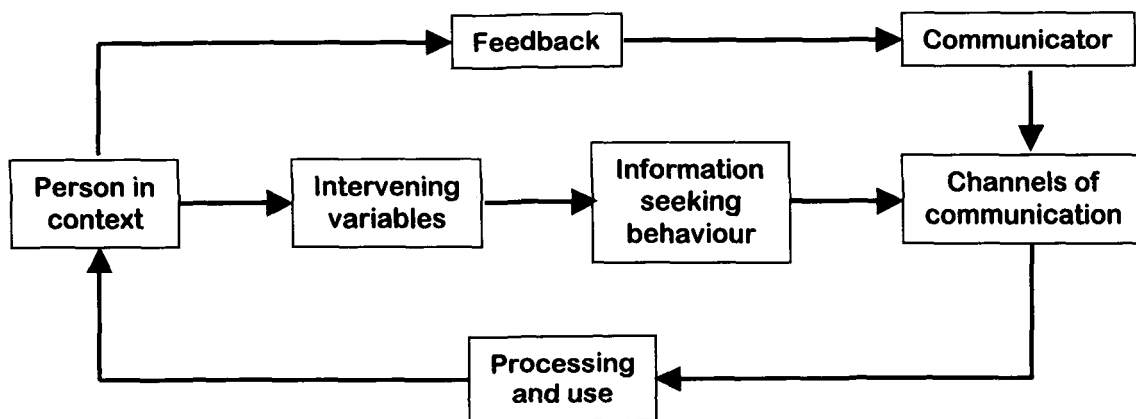 Feedback
Communicator
Person in
context
Intervening
variables
Information
seeking
behaviour
Channels of
communication
Processing
and use